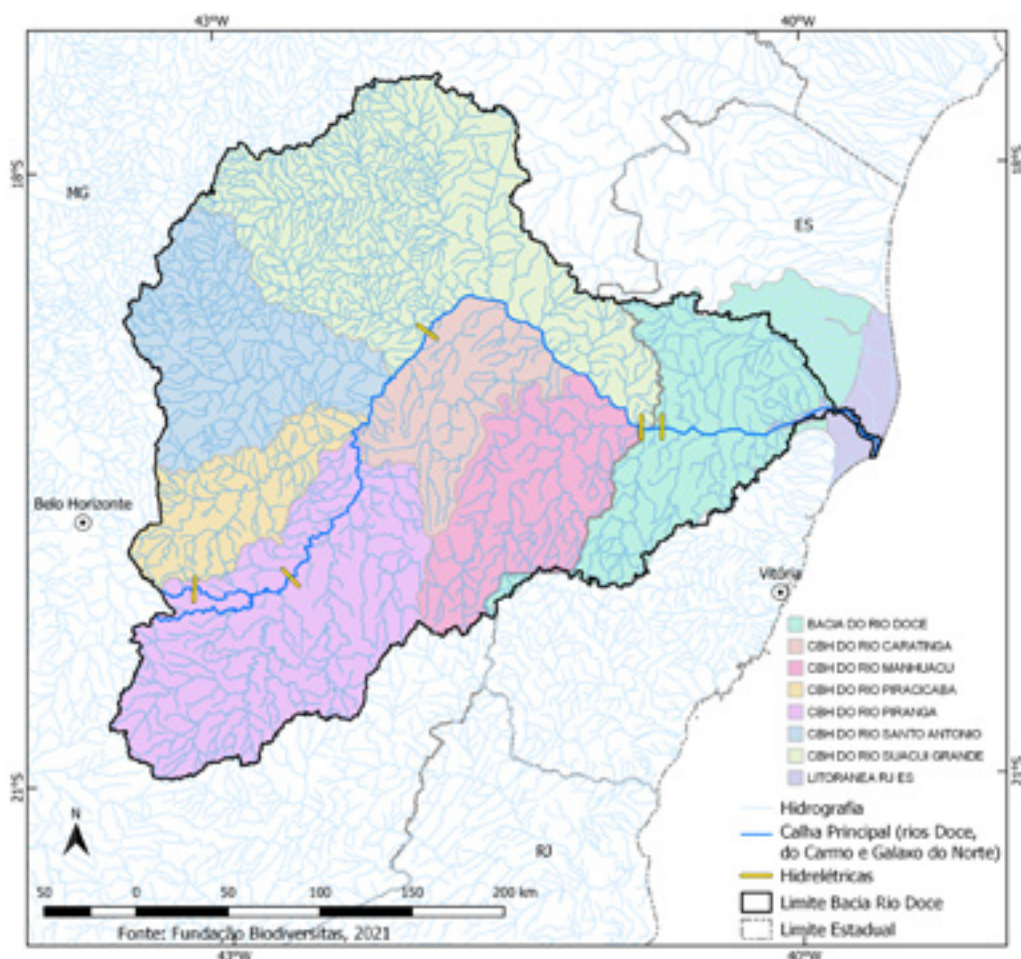 43°W
40°W
18°S
18°S
MG
ES
Belo Horizonte
Vitória
BACIA DO RIO DOCE
CBH DO RIO CARATINGA
CBH DO RIO MANHUACU
CBH DO RIO PIRACICABA
CBH DO RIO PIRANGA
CBH DO RIO SANTO ANTONIO
CBH DO RIO SUACUI GRANDE
LITORANEA RJ ES
21°S
21°S
Hidrografia
Calha Principal (rios Doce,
do Carmo e Galaxo do Norte)
Hidrelétricas
Limite Bacia Rio Doce
Limite Estadual
N
RJ
50 0 50 100 150 200 km
Fonte: Fundação Biodiversitas, 2021
43°W
40°W